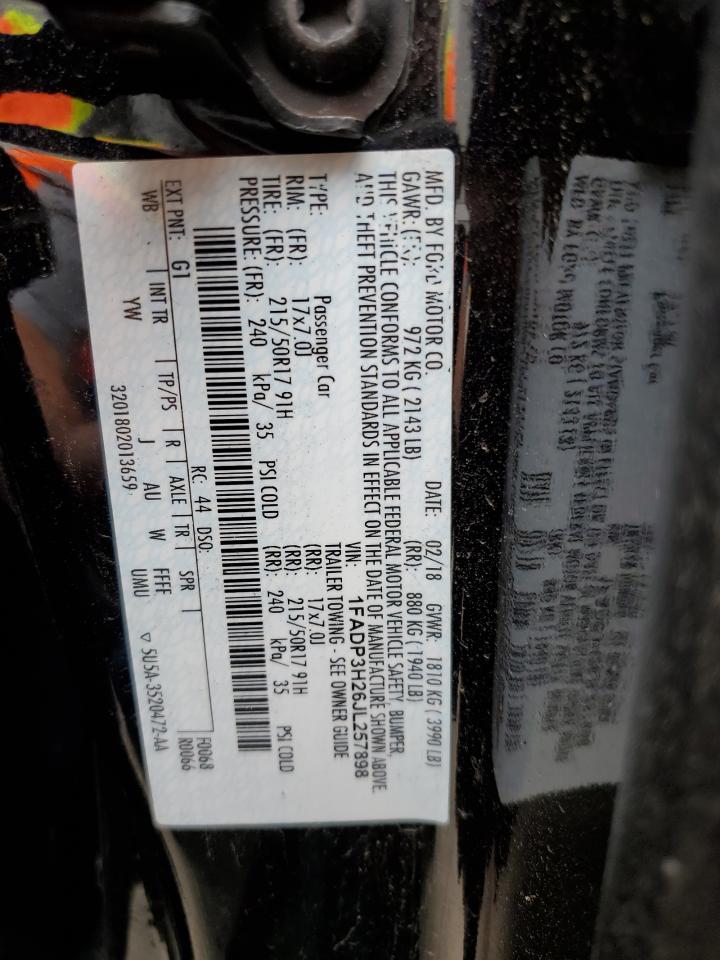 MFD. BY FORD MOTOR CO. DATE: 02/18 GVWR: 1810 KG ( 3990 LB)
GAWR: (FR): 972 KG ( 2143 LB) (RR): 880 KG ( 1940 LB)
THIS VEHICLE CONFORMS TO ALL APPLICABLE FEDERAL MOTOR VEHICLE SAFETY, BUMPER,
AND THEFT PREVENTION STANDARDS IN EFFECT ON THE DATE OF MANUFACTURE SHOWN ABOVE.
VIN: 1FADP3H26JL257898
TYPE: Passenger Car TRAILER TOWING - SEE OWNER GUIDE
RIM: (FR): 17x7.0J (RR): 17x7.0J
TIRE: (FR): 215/50R17 91H (RR): 215/50R17 91H
PRESSURE: (FR): 240 kPa/ 35 PSI COLD (RR): 240 kPa/ 35 PSI COLD
EXT PNT: G1 RC: 44 DSO: F0068
WB INT TR TP/PS R AXLE TR SPR R0066
YW J AU W FFFF
3201802013659 UMU ▽ 5U5A-3520472-AA